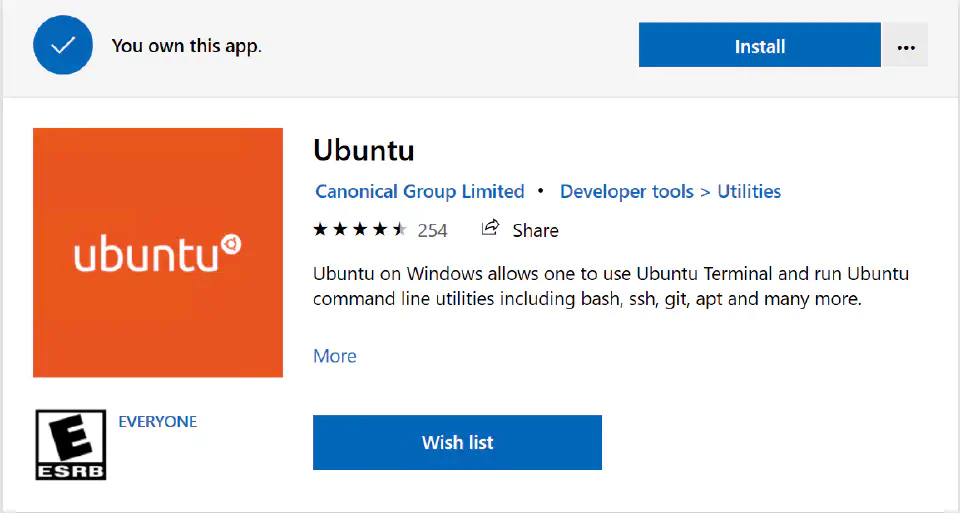 You own this app.
Install
...
ubuntu
Ubuntu
Canonical Group Limited • Developer tools > Utilities
254 Share
Ubuntu on Windows allows one to use Ubuntu Terminal and run Ubuntu
command line utilities including bash, ssh, git, apt and many more.
More
E
ESRB
EVERYONE
Wish list